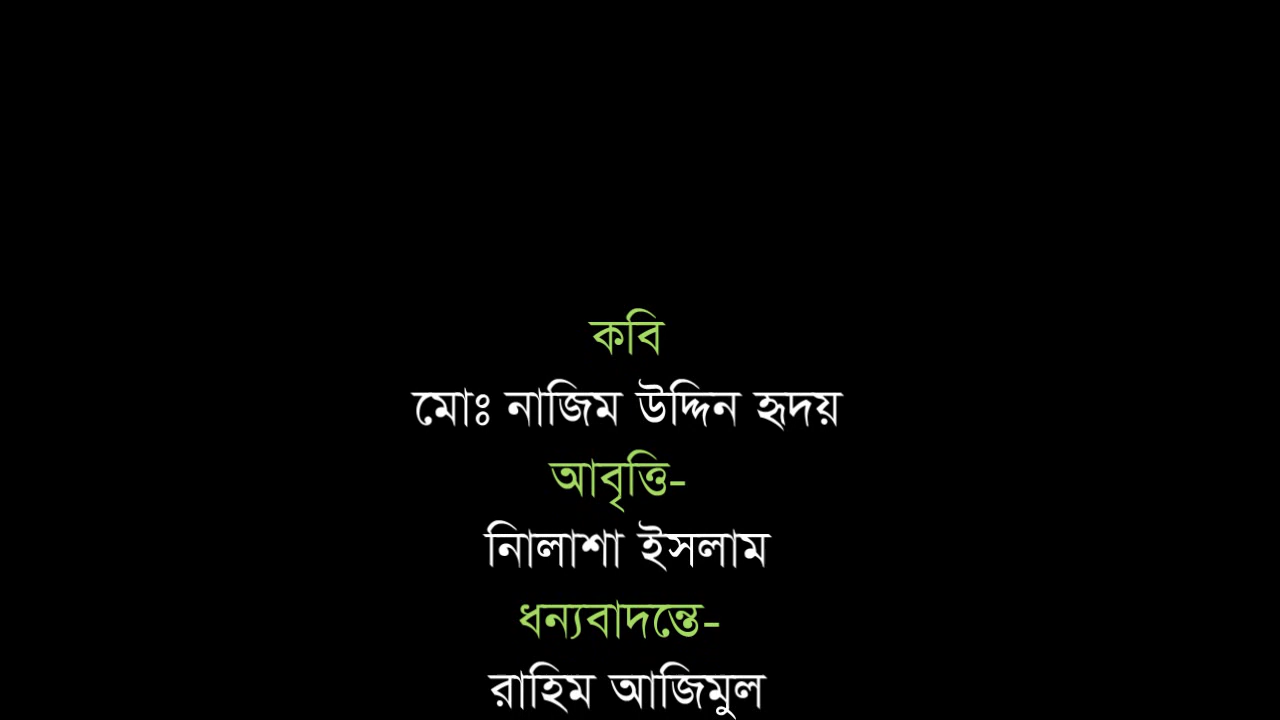 কবি
মোঃ নাজিম উদ্দিন হৃদয়
আবৃত্তি-
নিালাশা ইসলাম
ধন্যবাদন্তে-
রাহিম আজিমুল